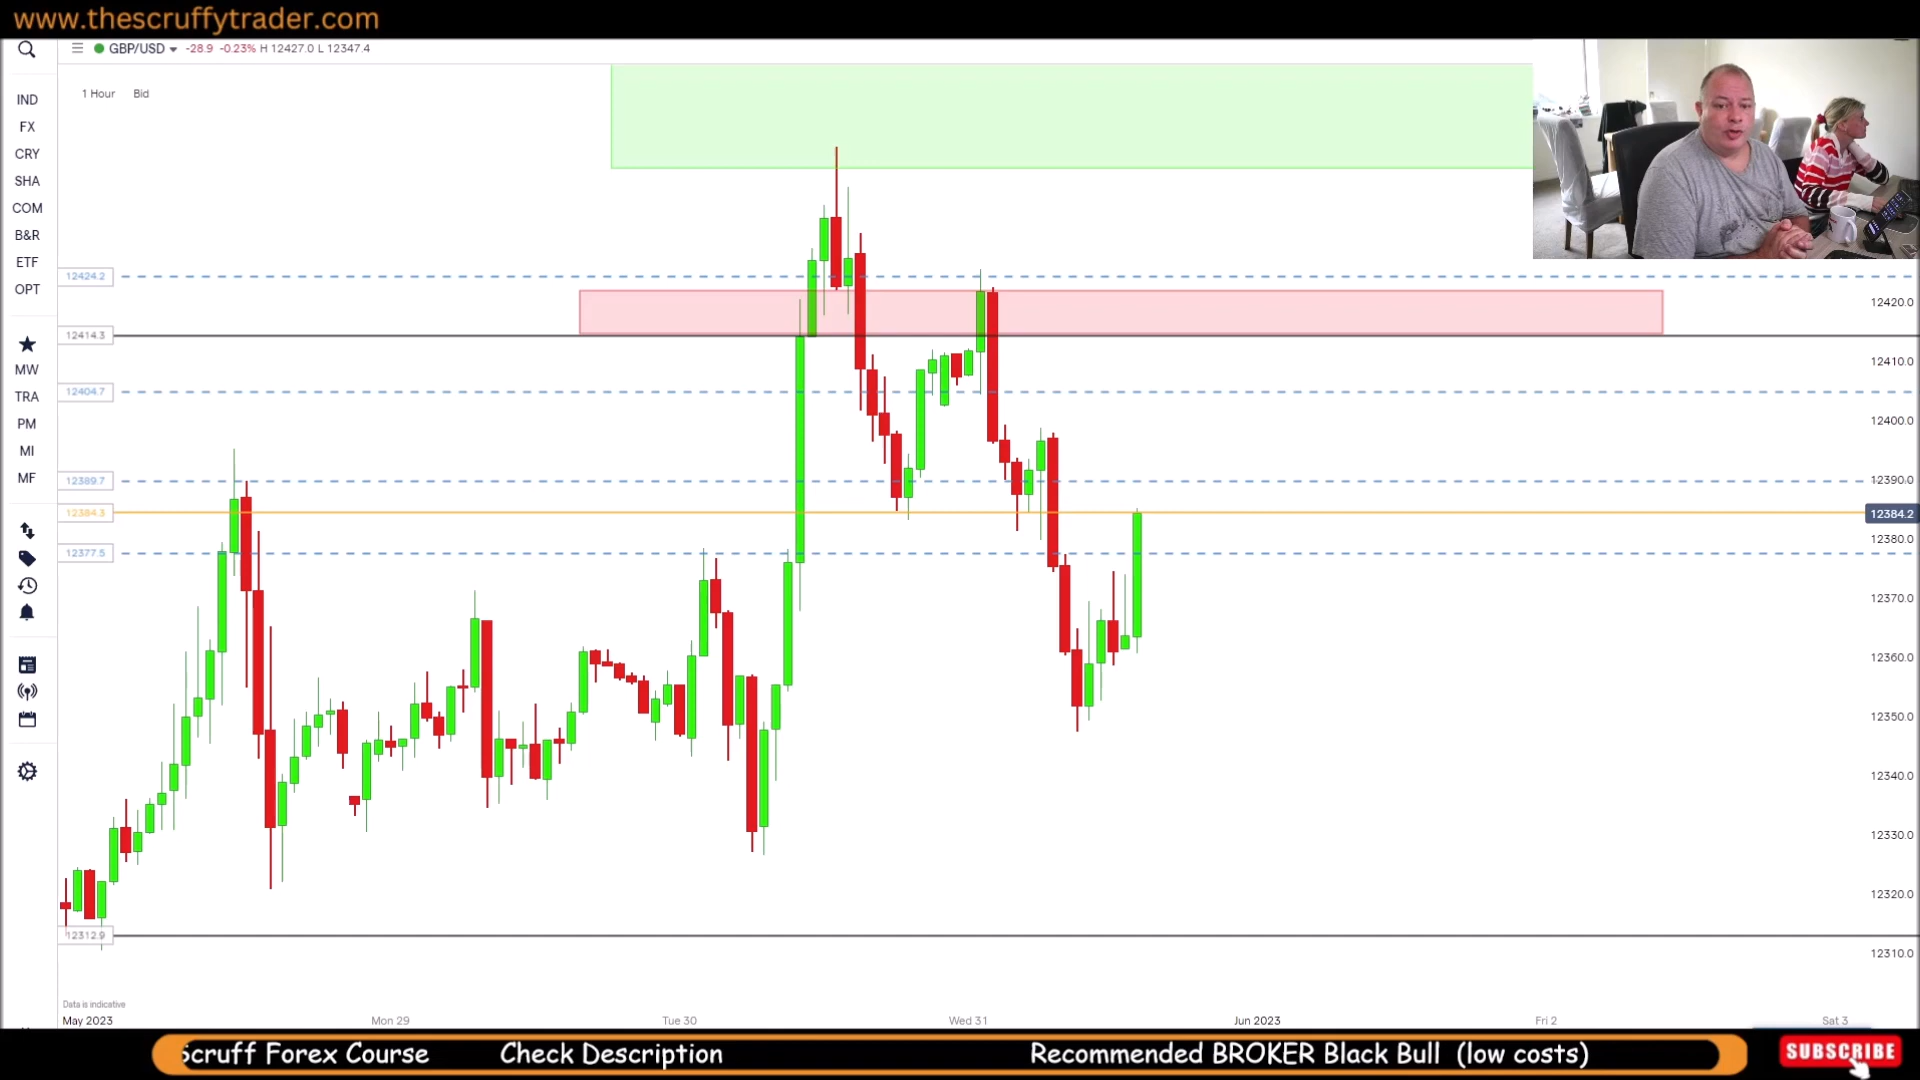 www.thescruffytrader.com
GBP/USD -28.9 -0.23% H 12427.0 L 12347.4
1 Hour Bid
IND
FX
CRY
SHA
COM
B&R
ETF
OPT
MW
TRA
PM
MI
MF
12424.2
12414.3
12404.7
12389.7
12384.3
12377.5
12312.9
12420.0
12410.0
12400.0
12390.0
12384.2
12380.0
12370.0
12360.0
12350.0
12340.0
12330.0
12320.0
12310.0
Data is indicative
May 2023 Mon 29 Tue 30 Wed 31 Jun 2023 Fri 2 Sat 3
Scruff Forex Course Check Description Recommended BROKER Black Bull (low costs)
SUBSCRIBE